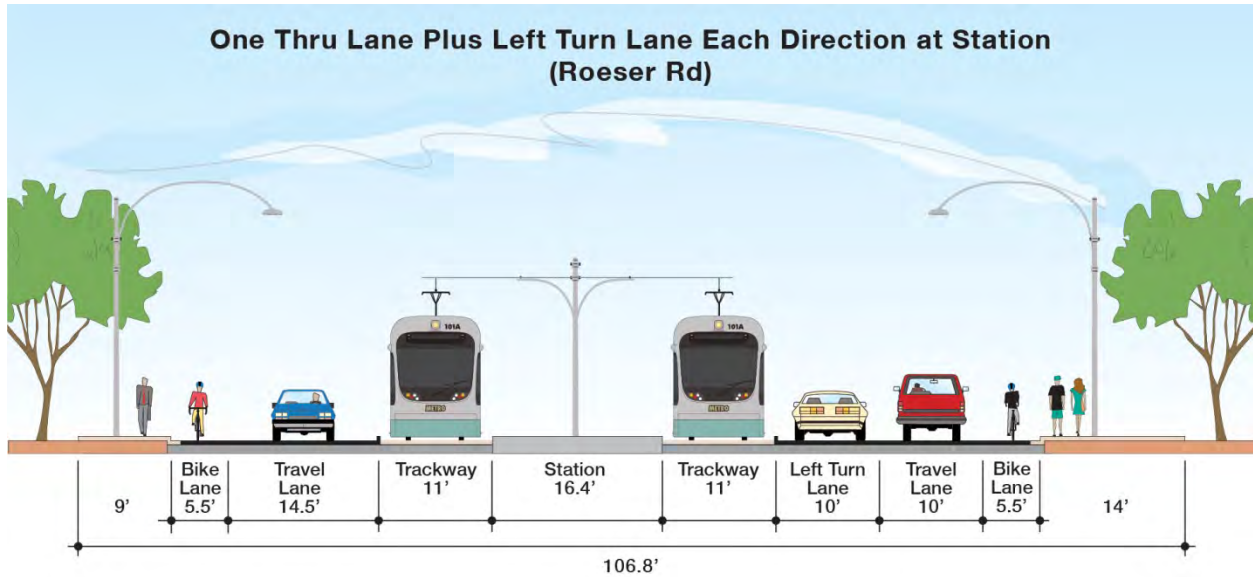 One Thru Lane Plus Left Turn Lane Each Direction at Station
(Roeser Rd)
101A
101A
METRO
METRO
9’
Bike
Lane
5.5’
Travel
Lane
14.5’
Trackway
11’
Station
16.4’
Trackway
11’
Left Turn
Lane
10’
Travel
Lane
10’
Bike
Lane
5.5’
14’
106.8’